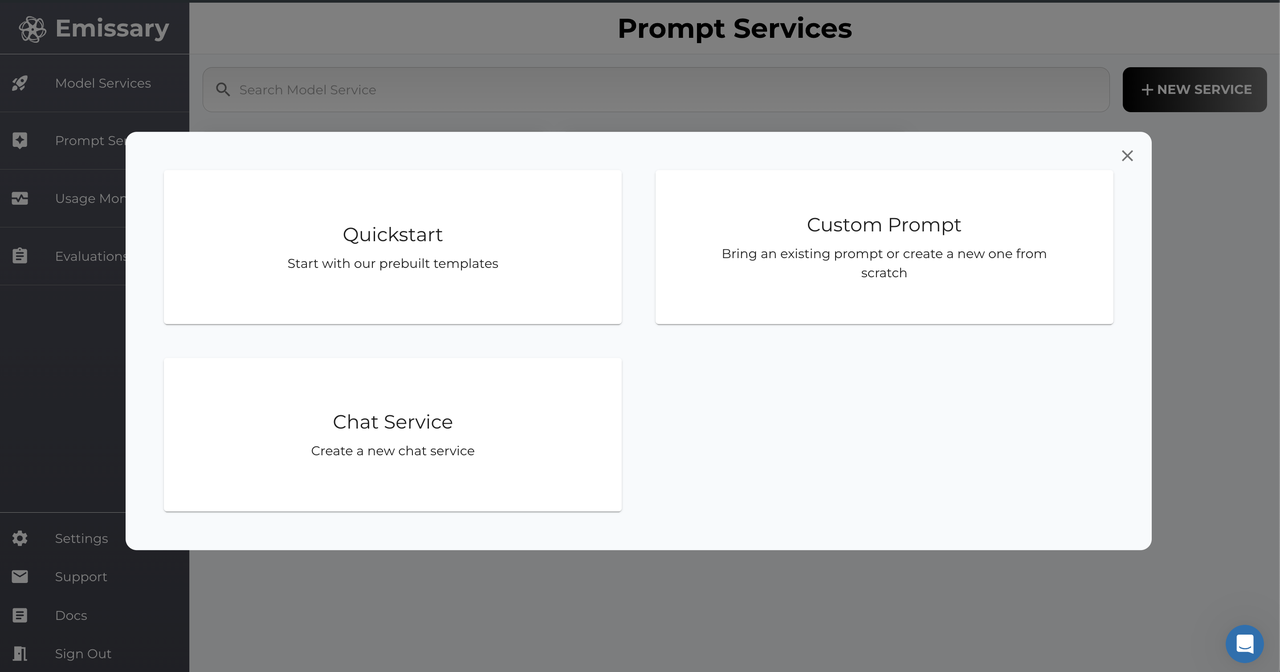 Emissary
Prompt Services
Model Services
Search Model Service
NEW SERVICE
Prompt Ser
Usage Mon
Evaluations
Quickstart
Start with our prebuilt templates
Custom Prompt
Bring an existing prompt or create a new one from
scratch
Chat Service
Create a new chat service
Settings
Support
Docs
Sign Out